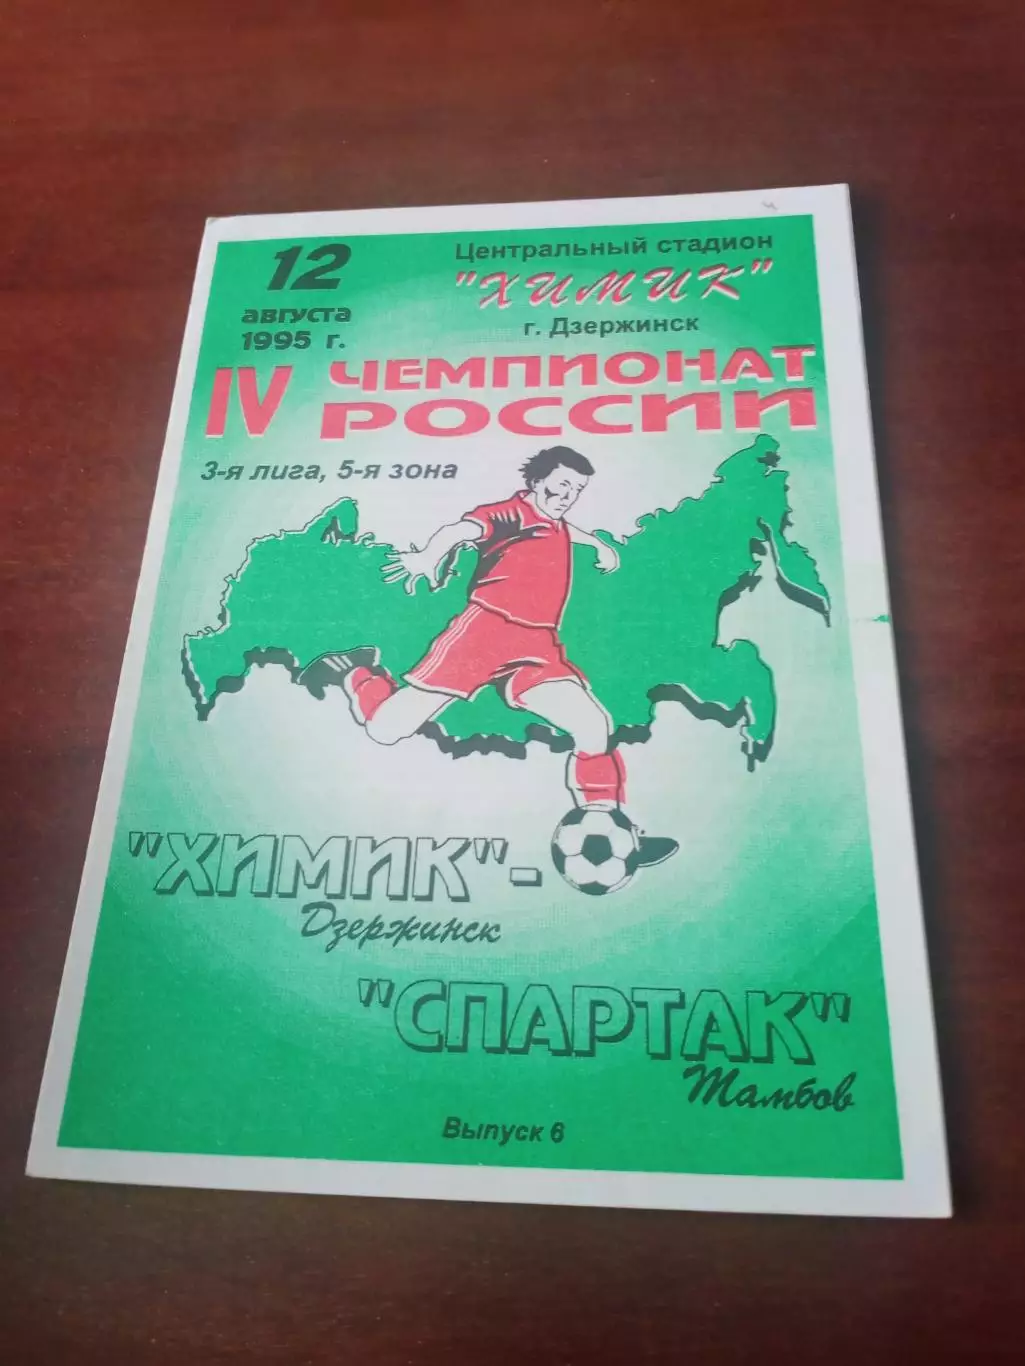 12
августа
1995 г.
Центральный стадион
"ХИМИК"
г. Дзержинск
IV ЧЕМПИОНАТ
РОССИИ
3-я лига, 5-я зона
"ХИМИК"-
Дзержинск
"СПАРТАК"
Тамбов
Выпуск 6